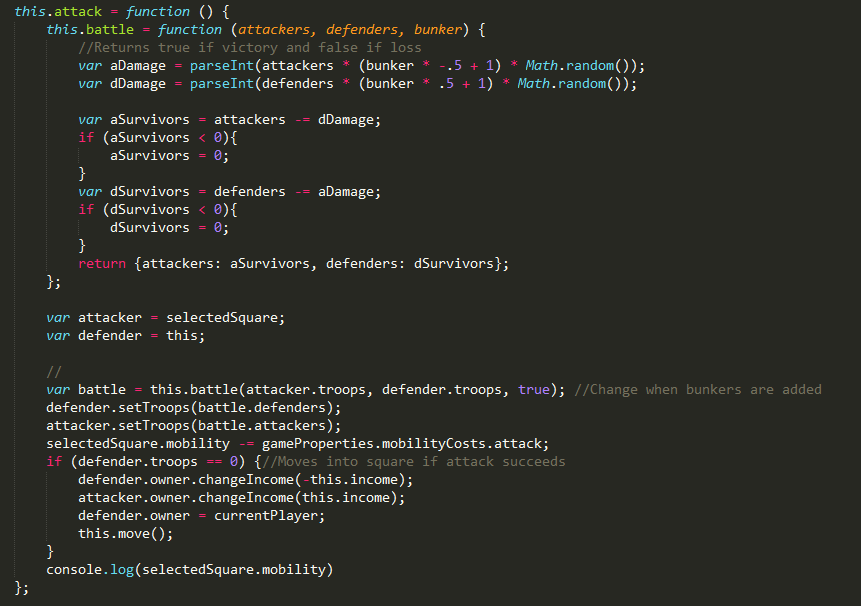 this.attack = function () {
    this.battle = function (attackers, defenders, bunker) {
        //Returns true if victory and false if loss
        var aDamage = parseInt(attackers * (bunker * -.5 + 1) * Math.random());
        var dDamage = parseInt(defenders * (bunker * .5 + 1) * Math.random());

        var aSurvivors = attackers -= dDamage;
        if (aSurvivors < 0){
            aSurvivors = 0;
        }
        var dSurvivors = defenders -= aDamage;
        if (dSurvivors < 0){
            dSurvivors = 0;
        }
        return {attackers: aSurvivors, defenders: dSurvivors};
    };

    var attacker = selectedSquare;
    var defender = this;

    //
    var battle = this.battle(attacker.troops, defender.troops, true); //Change when bunkers are added
    defender.setTroops(battle.defenders);
    attacker.setTroops(battle.attackers);
    selectedSquare.mobility -= gameProperties.mobilityCosts.attack;
    if (defender.troops == 0) {//Moves into square if attack succeeds
        defender.owner.changeIncome(-this.income);
        attacker.owner.changeIncome(this.income);
        defender.owner = currentPlayer;
        this.move();
    }
    console.log(selectedSquare.mobility)
};